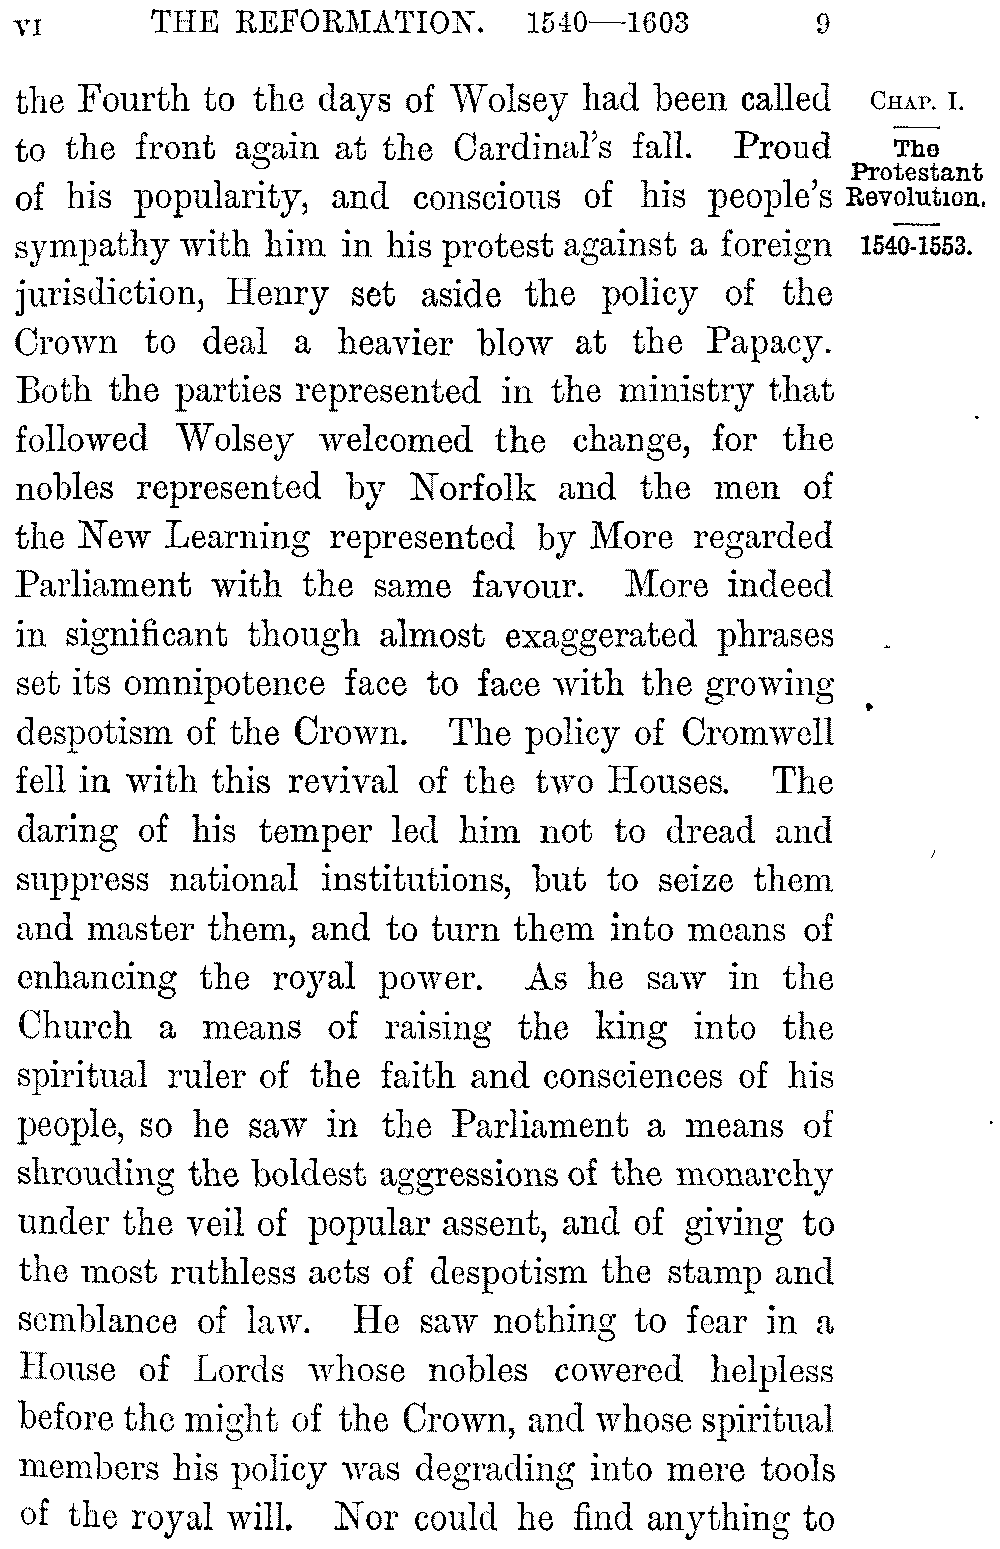 VI THE REFORMATION. 1540—1603 9
the Fourth to the days of Wolsey had been called
to the front again at the Cardinal's fall. Proud
of his popularity, and conscious of his people's
sympathy with him in his protest against a foreign
jurisdiction, Henry set aside the policy of the
Crown to deal a heavier blow at the Papacy.
Both the parties represented in the ministry that
followed Wolsey welcomed the change, for the
nobles represented by Norfolk and the men of
the New Learning represented by More regarded
Parliament with the same favour. More indeed
in significant though almost exaggerated phrases
set its omnipotence face to face with the growing
despotism of the Crown. The policy of Cromwell
fell in with this revival of the two Houses. The
daring of his temper led him not to dread and
suppress national institutions, but to seize them
and master them, and to turn them into means of
enhancing the royal power. As he saw in the
Church a means of raising the king into the
spiritual ruler of the faith and consciences of his
people, so he saw in the Parliament a means of
shrouding the boldest aggressions of the monarchy
under the veil of popular assent, and of giving to
the most ruthless acts of despotism the stamp and
semblance of law. He saw nothing to fear in a
House of Lords whose nobles cowered helpless
before the might of the Crown, and whose spiritual
members his policy was degrading into mere tools
of the royal will. Nor could he find anything to
CHAP. I.
The
Protestant
Revolution.
1540-1553.